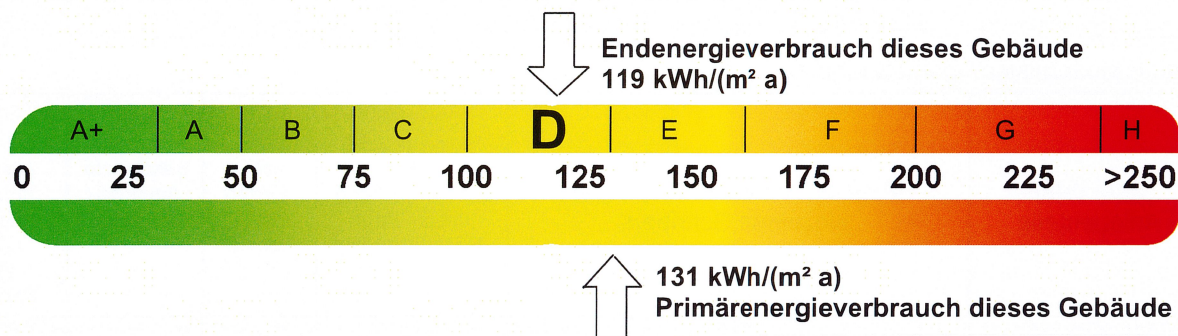 Endenergieverbrauch dieses Gebäude
119 kWh/(m² a)
A+ A B C D E F G H
0 25 50 75 100 125 150 175 200 225 >250
131 kWh/(m² a)
Primärenergieverbrauch dieses Gebäude